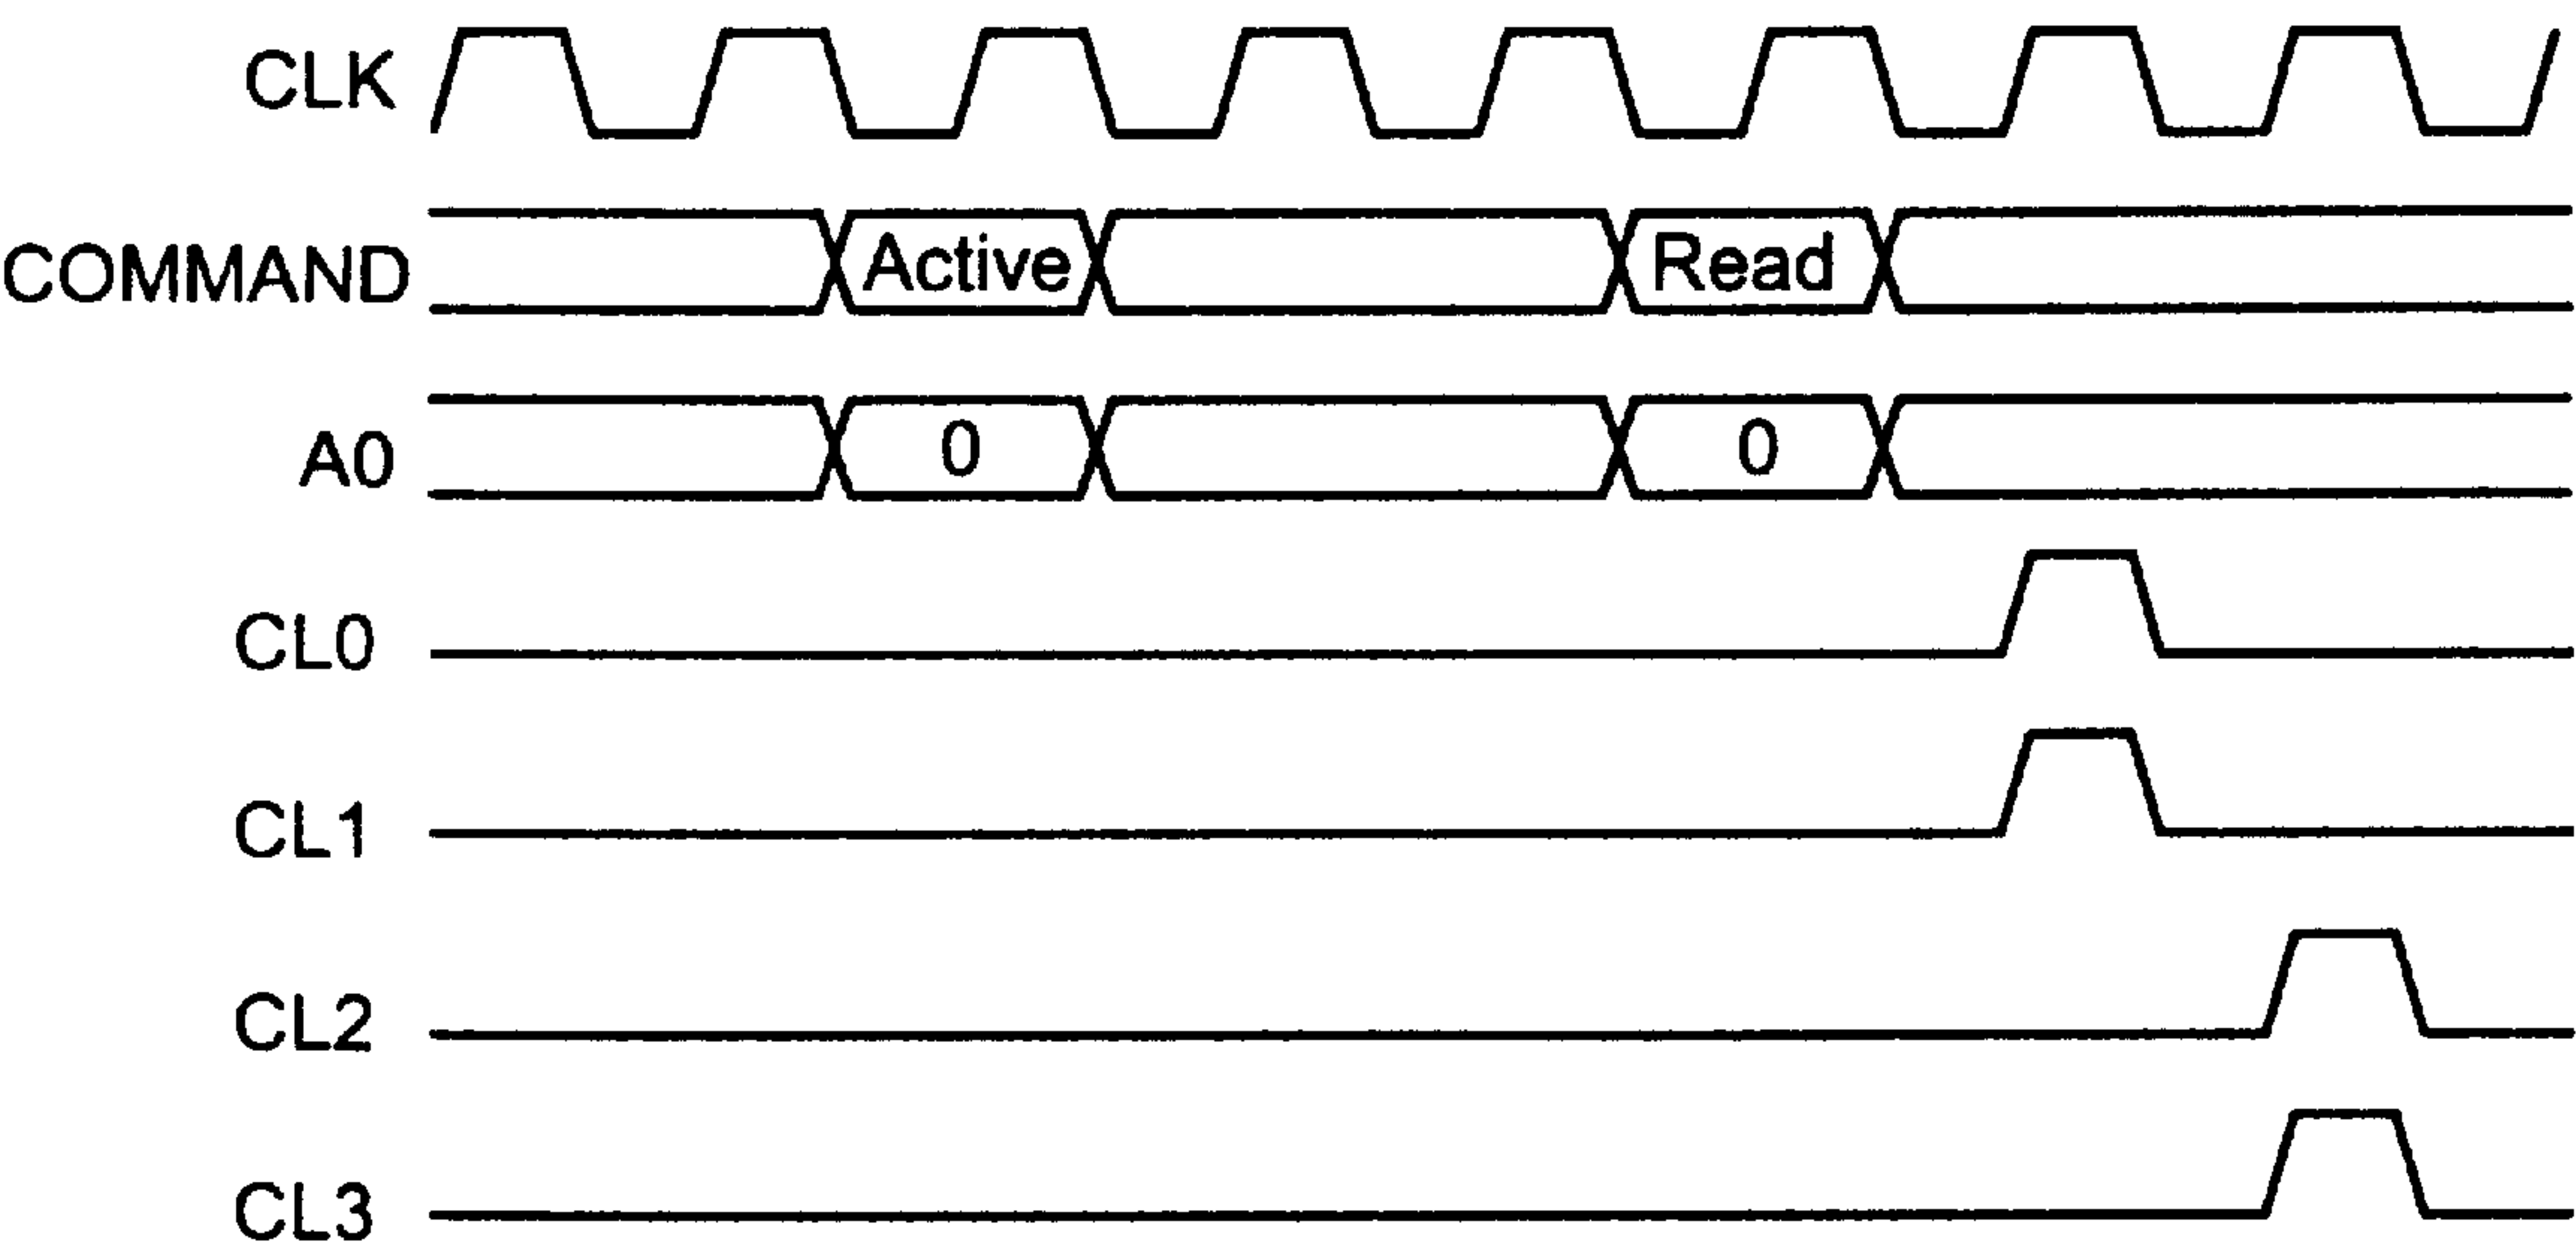 CLK
COMMAND Active Read
A0 0 0
CL0
CL1
CL2
CL3